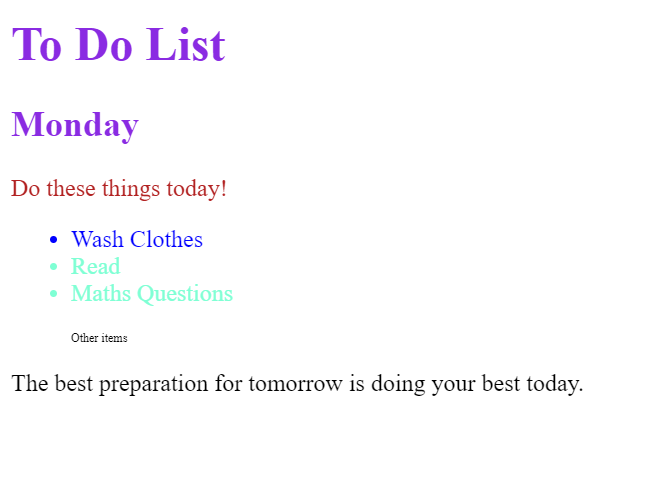 To Do List
Monday
Do these things today!
Wash Clothes
Read
Maths Questions
Other items
The best preparation for tomorrow is doing your best today.